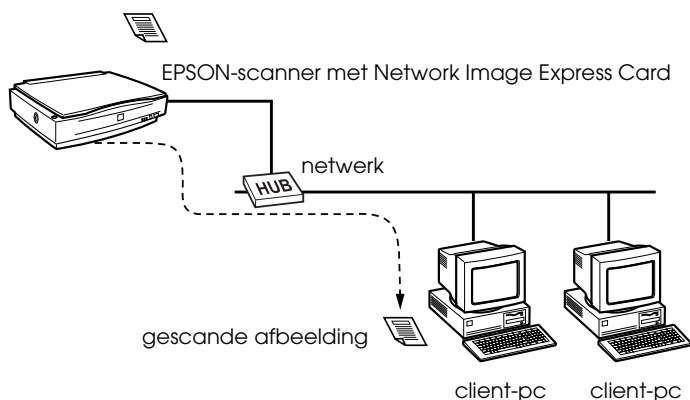 EPSON-scanner met Network Image Express Card
netwerk
HUB
gescande afbeelding
client-pc client-pc